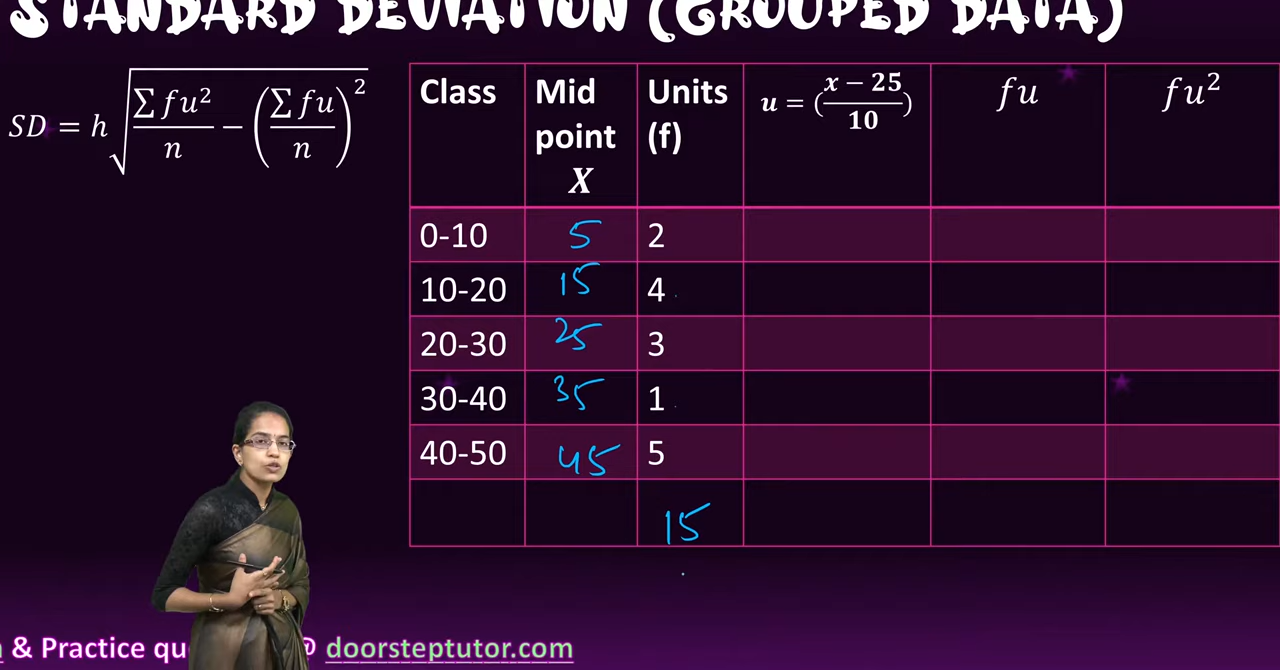 STANDARD DEVIATION (GROUPED DATA)
SD = h √(∑fu²/n − (∑fu/n)²)
Class | Mid point X | Units (f) | u = (x − 25/10) | fu | fu²
0-10 | 5 | 2
10-20 | 15 | 4
20-30 | 25 | 3
30-40 | 35 | 1
40-50 | 45 | 5
15
& Practice qu @ doorsteptutor.com